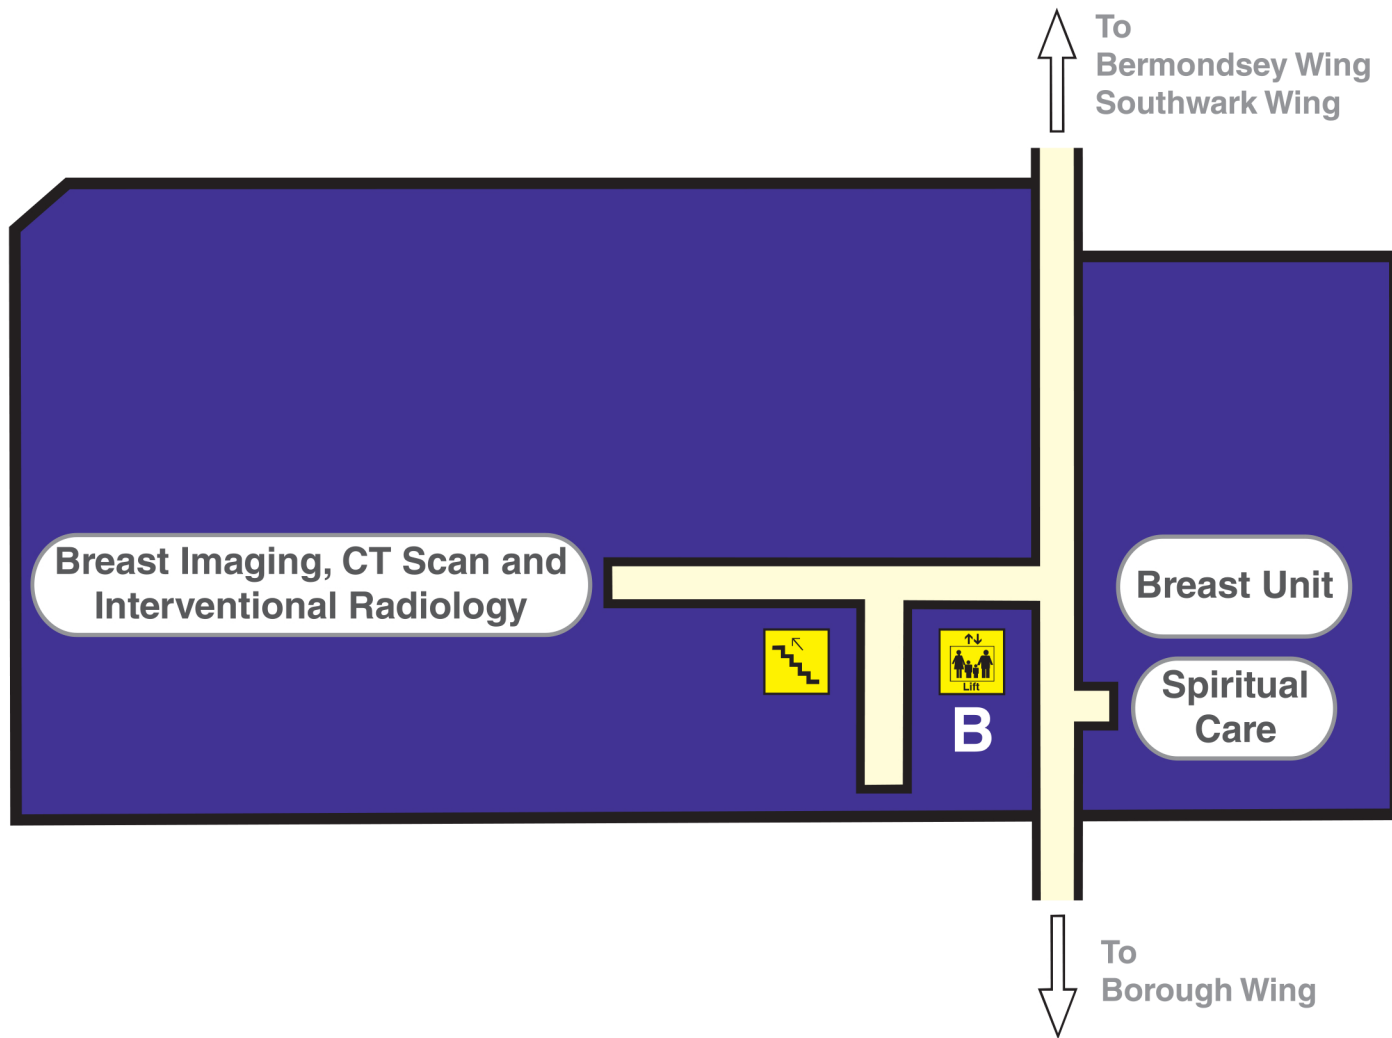 To
Bermondsey Wing
Southwark Wing
Breast Imaging, CT Scan and
Interventional Radiology
Breast Unit
Lift
B
Spiritual
Care
To
Borough Wing